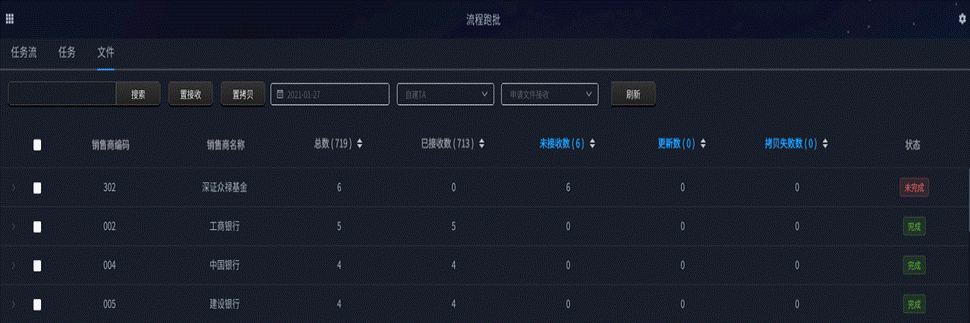 流程跑批
任务流 任务 文件
搜索 置接收 置拷贝 2021-01-27 自建TA 申请文件接收 刷新
销售商编码 销售商名称 总数 ( 719 ) 已接收数 ( 713 ) 未接收数 ( 6 ) 更新数 ( 0 ) 拷贝失败数 ( 0 ) 状态
302 深证众禄基金 6 0 6 0 0 未完成
002 工商银行 5 5 0 0 0 完成
004 中国银行 4 4 0 0 0 完成
005 建设银行 4 4 0 0 0 完成